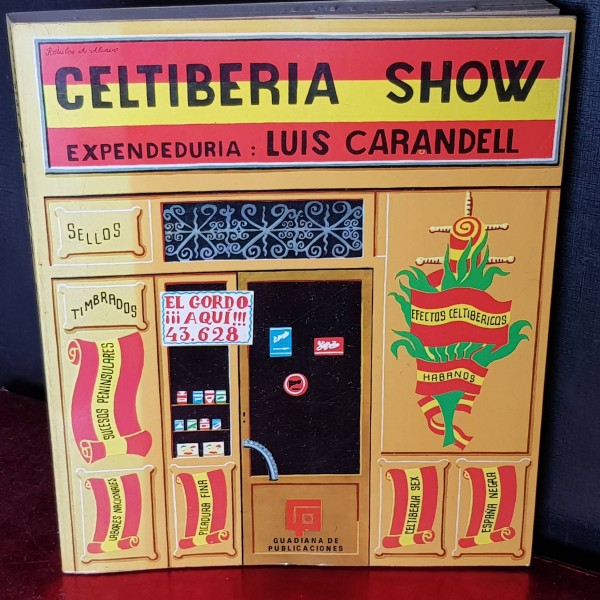 CELTIBERIA SHOW
EXPENDEDURIA : LUIS CARANDELL
SELLOS
TIMBRADOS
EL GORDO
¡¡¡ AQUÍ !!!
43.628
EFECTOS CELTIBERICOS
HABANOS
SUCESOS PENINSULARES
LABORES NACIONALES
PICADURA FINA
GUADIANA DE
PUBLICACIONES
CELTIBERIA SEX
ESPAÑA NEGRA